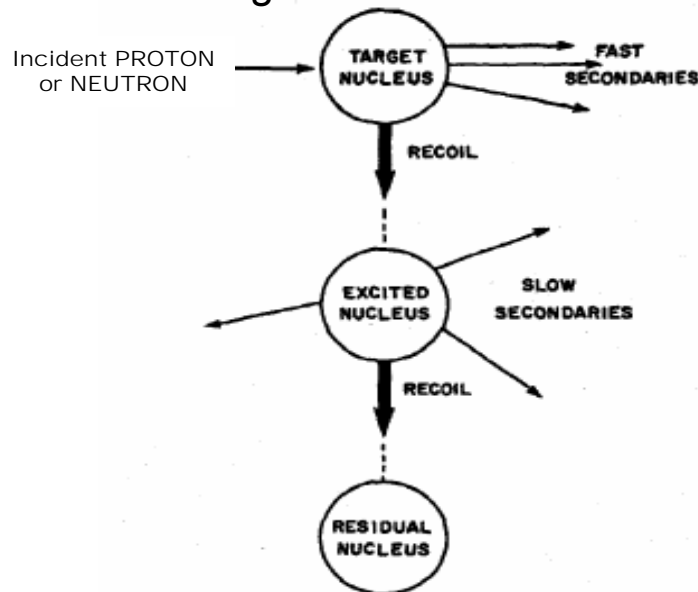 Incident PROTON
or NEUTRON
TARGET
NUCLEUS
FAST
SECONDARIES
RECOIL
EXCITED
NUCLEUS
SLOW
SECONDARIES
RECOIL
RESIDUAL
NUCLEUS